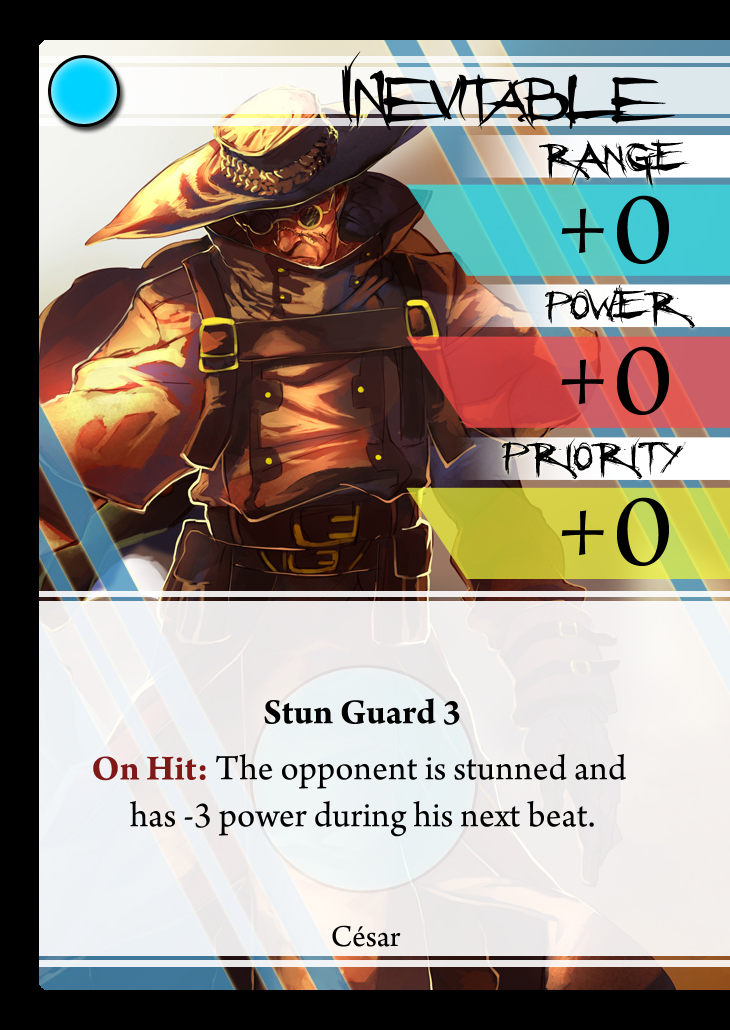 INEVITABLE
RANGE
+0
POWER
+0
PRIORITY
+0
Stun Guard 3
On Hit: The opponent is stunned and
has -3 power during his next beat.
César